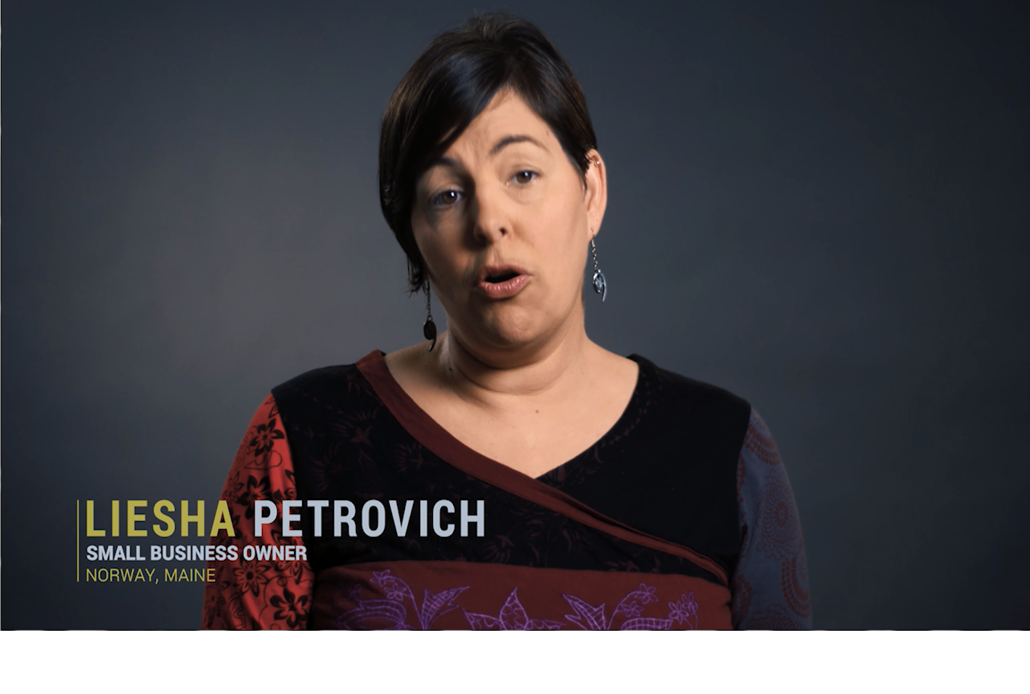 LIESHA PETROVICH
SMALL BUSINESS OWNER
NORWAY, MAINE